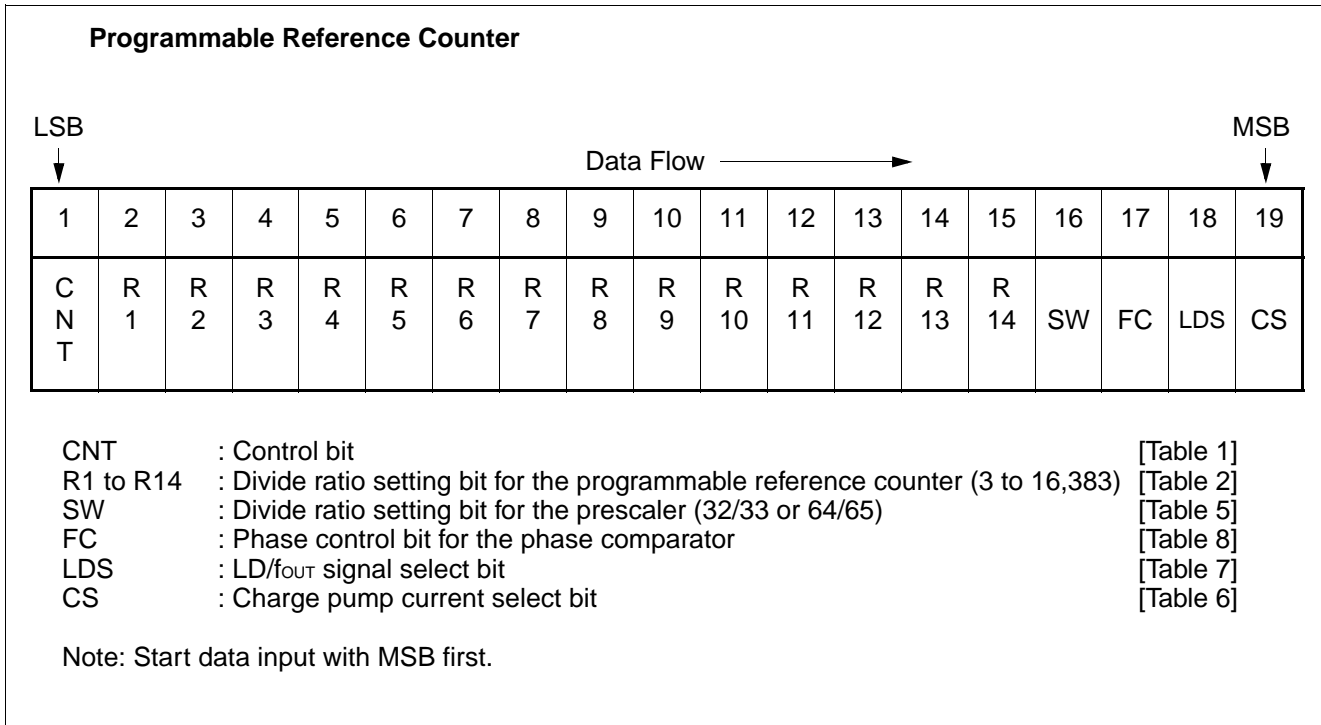 Programmable Reference Counter
LSB MSB
Data Flow
1 2 3 4 5 6 7 8 9 10 11 12 13 14 15 16 17 18 19
C R R R R R R R R R R R R R R
N 1 2 3 4 5 6 7 8 9 10 11 12 13 14 SW FC LDS CS
T
CNT : Control bit [Table 1]
R1 to R14 : Divide ratio setting bit for the programmable reference counter (3 to 16,383) [Table 2]
SW : Divide ratio setting bit for the prescaler (32/33 or 64/65) [Table 5]
FC : Phase control bit for the phase comparator [Table 8]
LDS : LD/fOUT signal select bit [Table 7]
CS : Charge pump current select bit [Table 6]
Note: Start data input with MSB first.